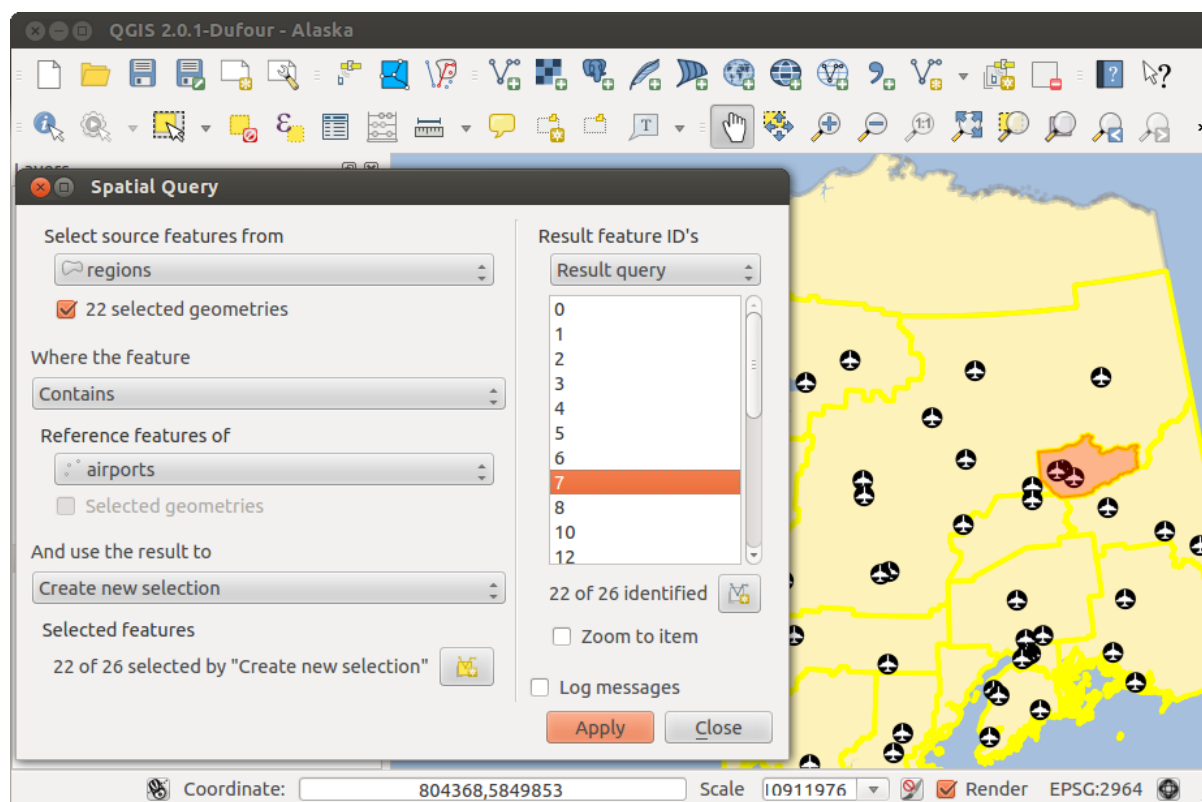 QGIS 2.0.1-Dufour - Alaska
Layers
Spatial Query
Select source features from
regions
22 selected geometries
Where the feature
Contains
Reference features of
airports
Selected geometries
And use the result to
Create new selection
Selected features
22 of 26 selected by "Create new selection"
Result feature ID's
Result query
0
1
2
3
4
5
6
7
8
10
12
22 of 26 identified
Zoom to item
Log messages
Apply
Close
Coordinate:
804368,5849853
Scale
10911976
Render
EPSG:2964